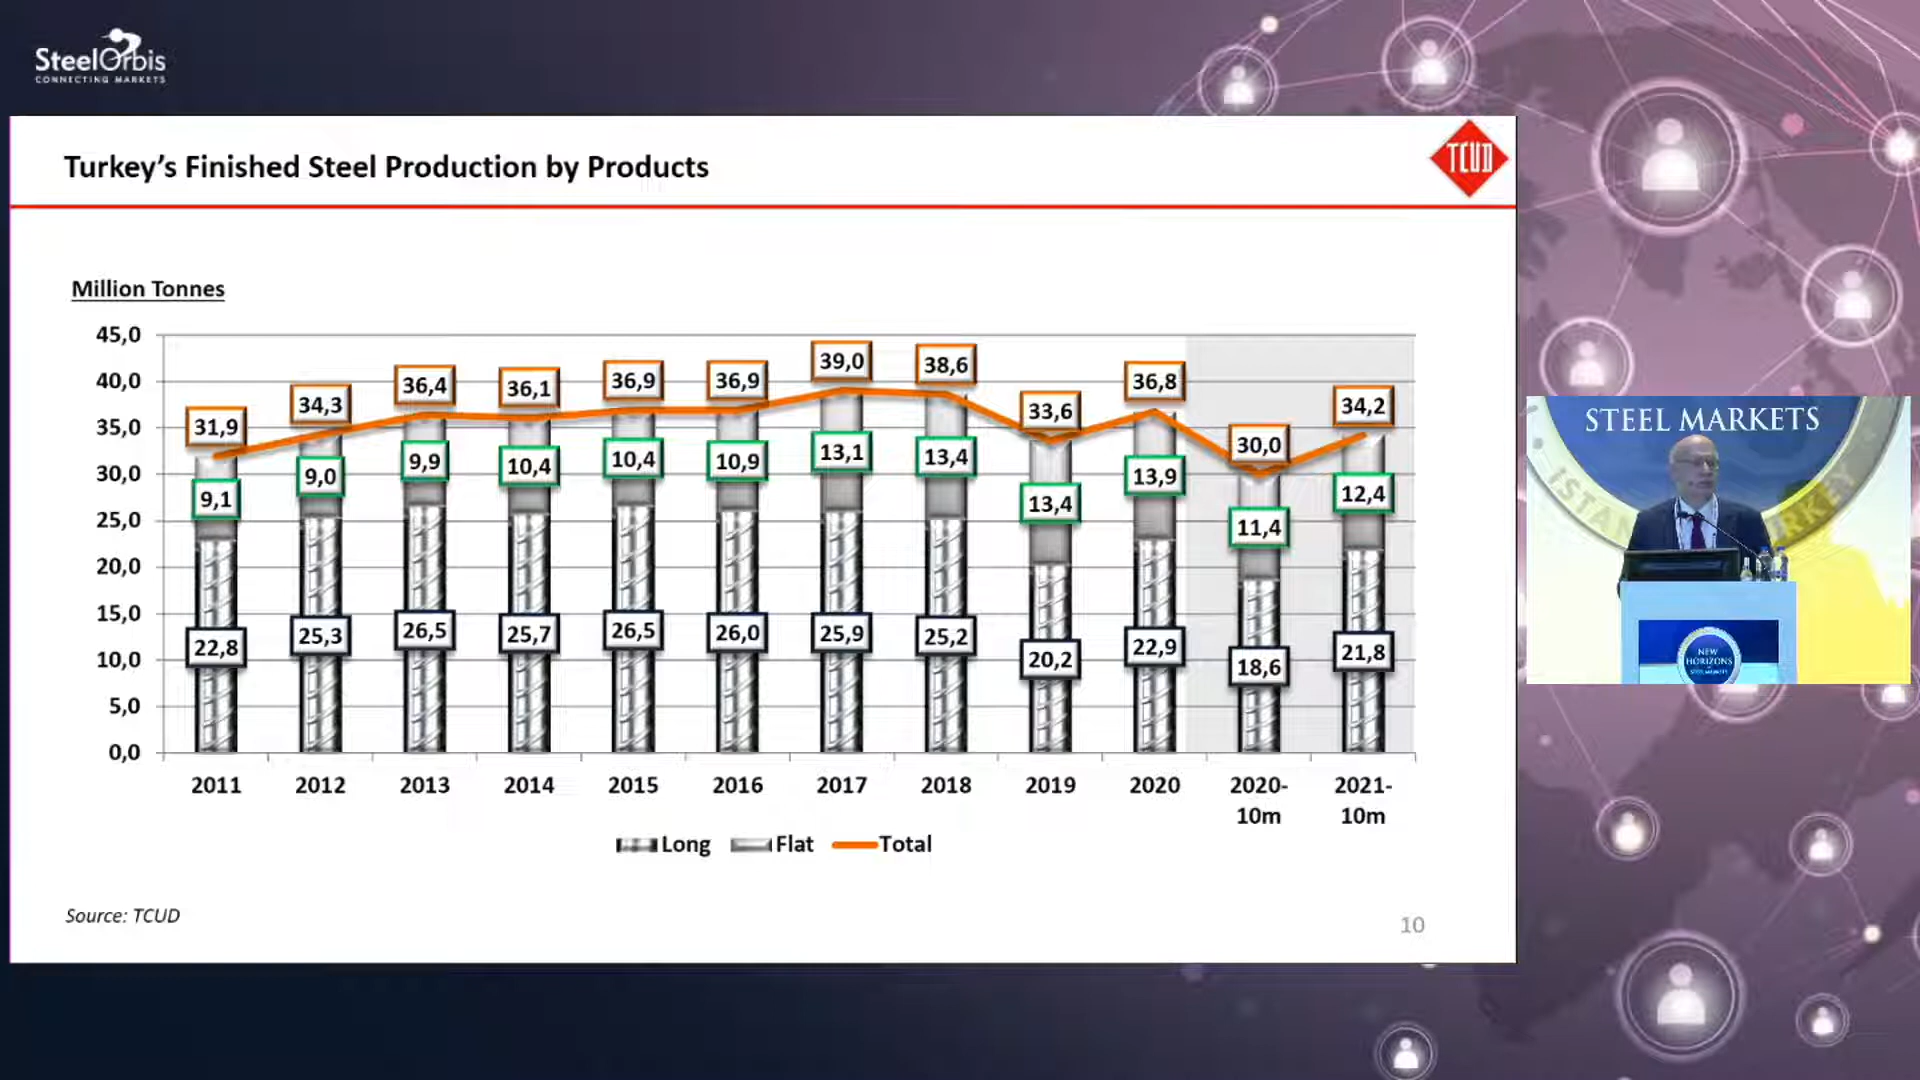 SteelOrbis
CONNECTING MARKETS
Turkey's Finished Steel Production by Products
TCUD
Million Tonnes
45,0
40,0
35,0
30,0
25,0
20,0
15,0
10,0
5,0
0,0
31,9 34,3 36,4 36,1 36,9 36,9 39,0 38,6 33,6 36,8 30,0 34,2
9,1 9,0 9,9 10,4 10,4 10,9 13,1 13,4 13,4 13,9 11,4 12,4
22,8 25,3 26,5 25,7 26,5 26,0 25,9 25,2 20,2 22,9 18,6 21,8
2011 2012 2013 2014 2015 2016 2017 2018 2019 2020 2020-10m 2021-10m
Long Flat Total
Source: TCUD
10
STEEL MARKETS
ISTAN
RKEY
NEW
HORIZONS
STEEL MARKETS